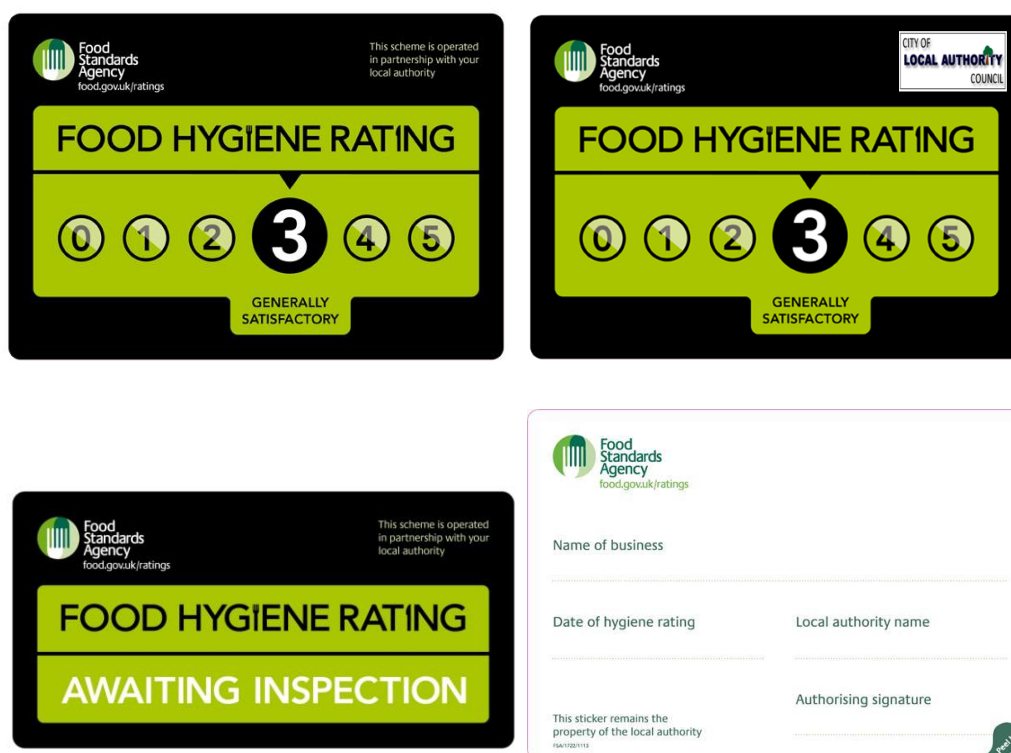 Food
Standards
Agency
food.gov.uk/ratings
This scheme is operated
in partnership with your
local authority
FOOD HYGIENE RATING
0 1 2 3 4 5
GENERALLY
SATISFACTORY
Food
Standards
Agency
food.gov.uk/ratings
CITY OF
LOCAL AUTHORITY
COUNCIL
FOOD HYGIENE RATING
0 1 2 3 4 5
GENERALLY
SATISFACTORY
Food
Standards
Agency
food.gov.uk/ratings
This scheme is operated
in partnership with your
local authority
FOOD HYGIENE RATING
AWAITING INSPECTION
Food
Standards
Agency
food.gov.uk/ratings
Name of business
Date of hygiene rating
Local authority name
Authorising signature
This sticker remains the
property of the local authority
FSA/1722/1113
Peel